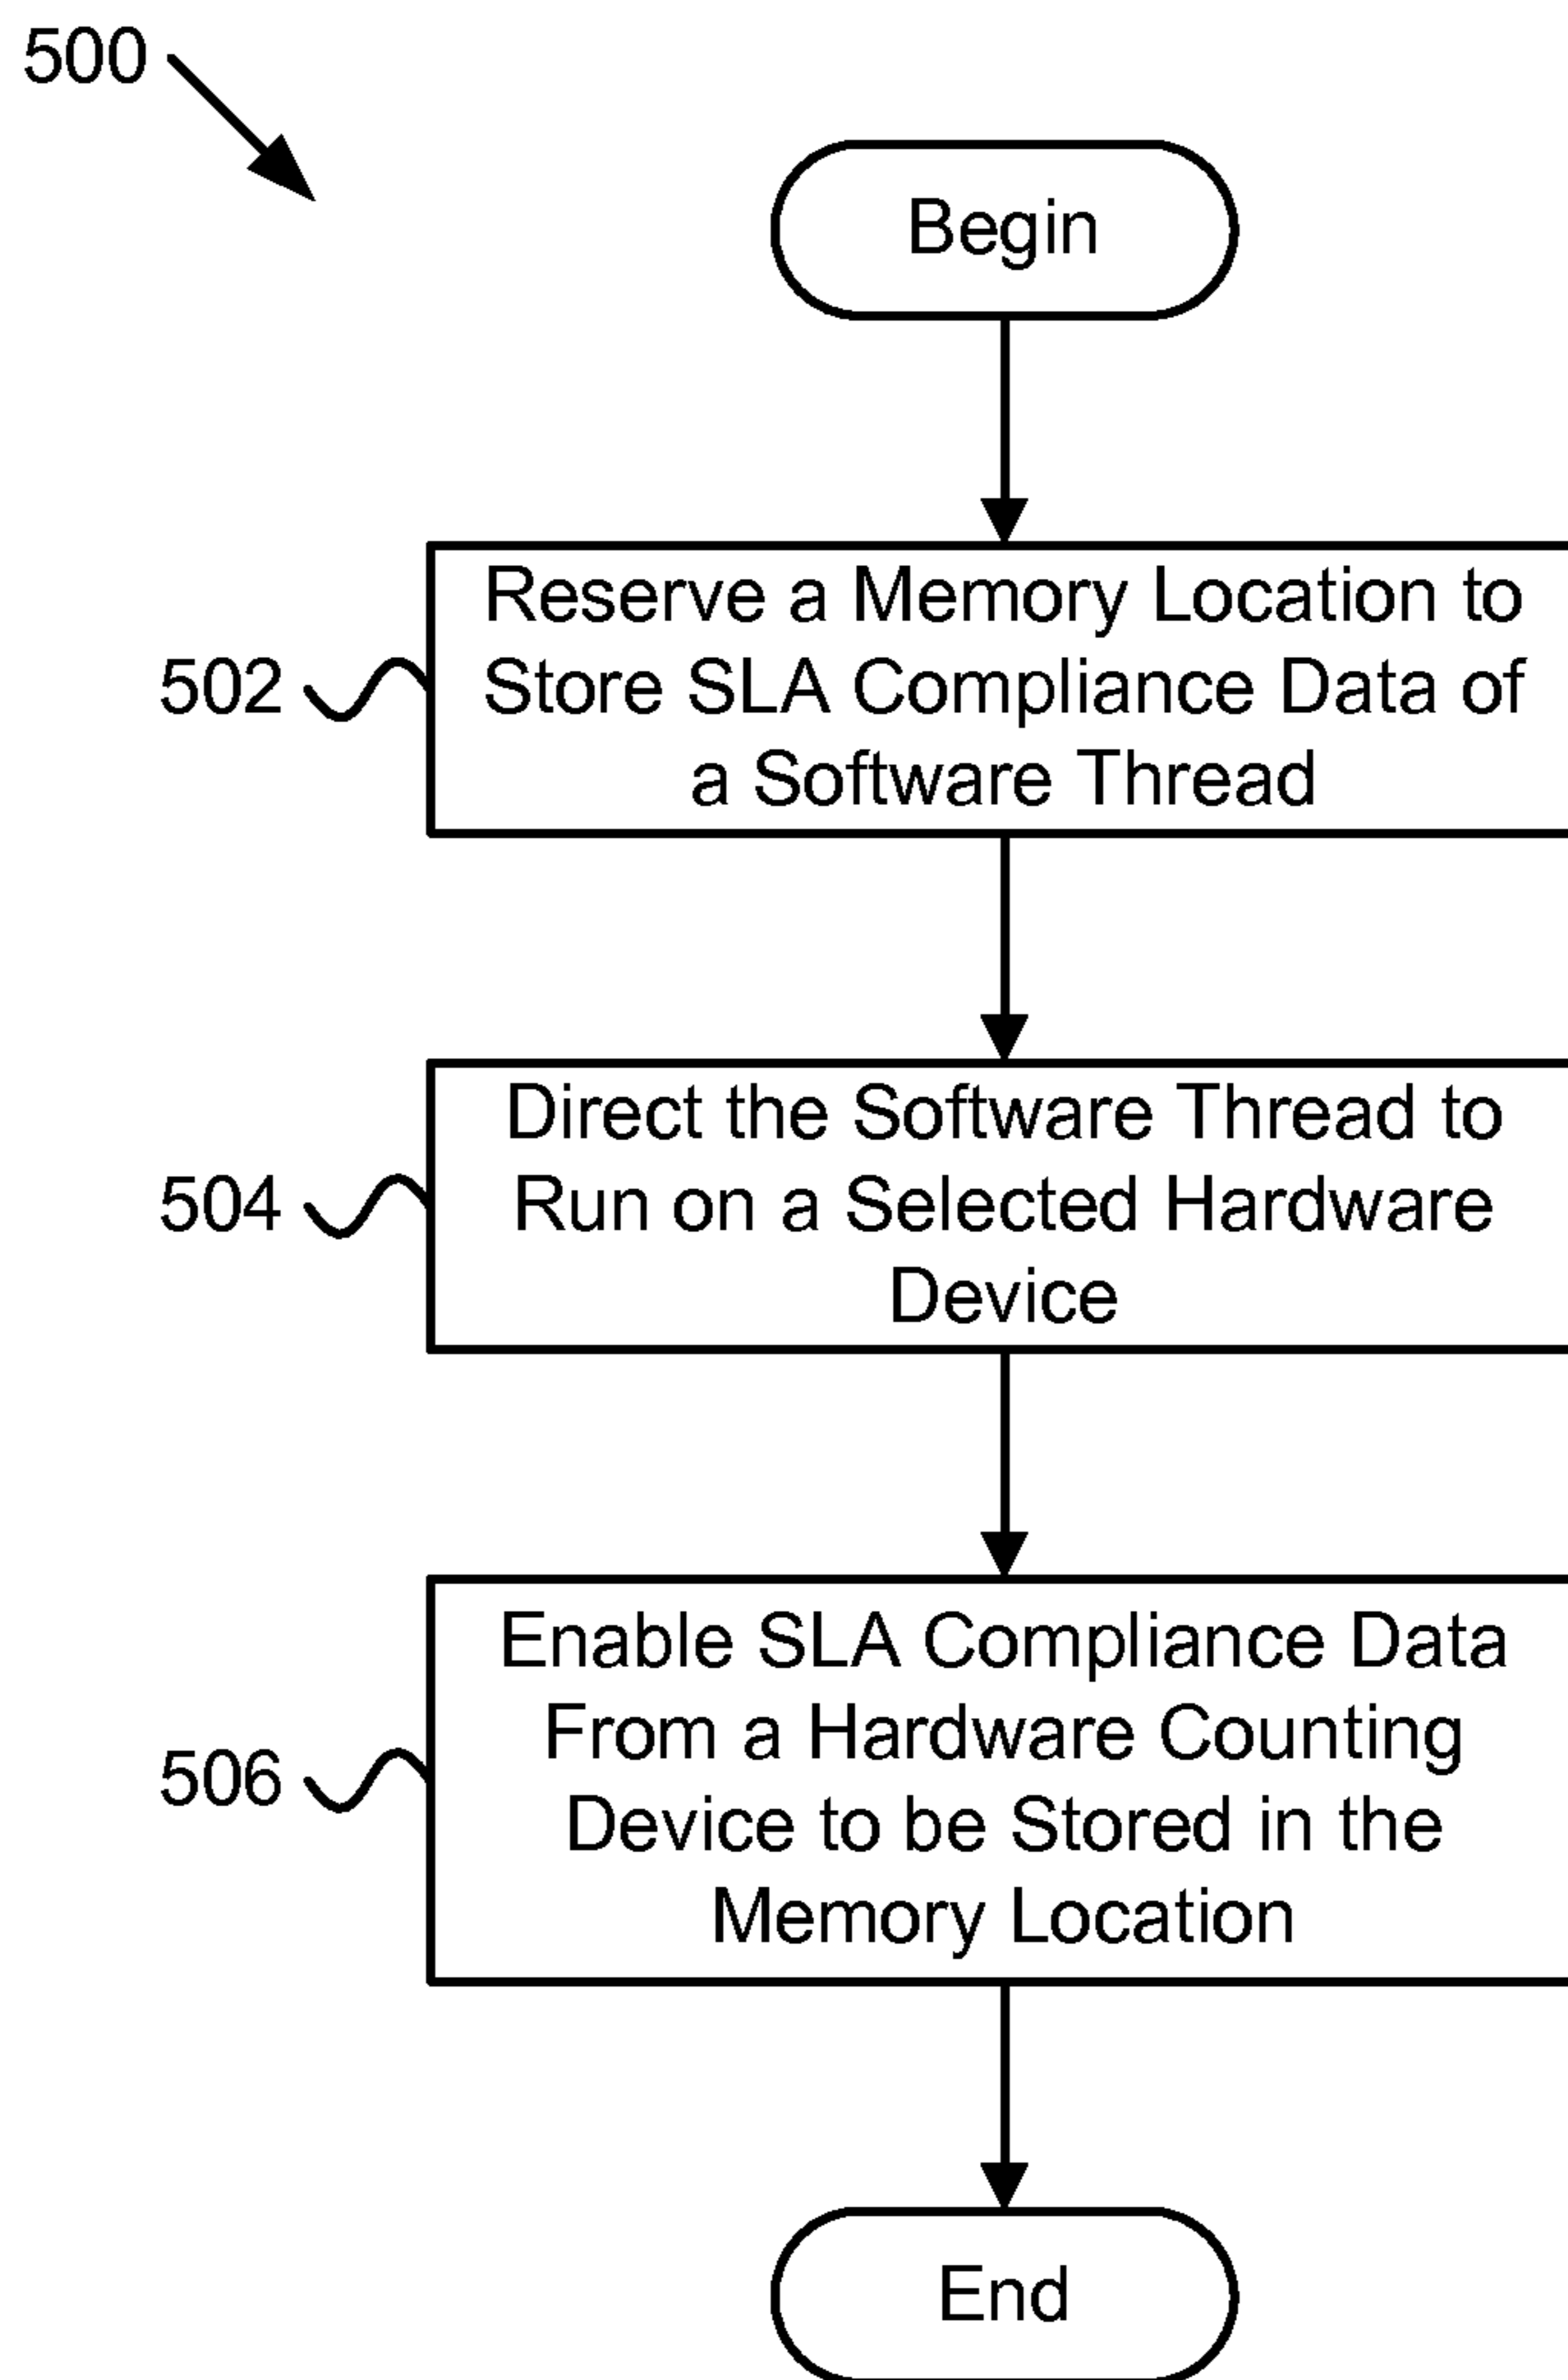 500
Begin
Reserve a Memory Location to
Store SLA Compliance Data of
a Software Thread
502
Direct the Software Thread to
Run on a Selected Hardware
Device
504
Enable SLA Compliance Data
From a Hardware Counting
Device to be Stored in the
Memory Location
506
End